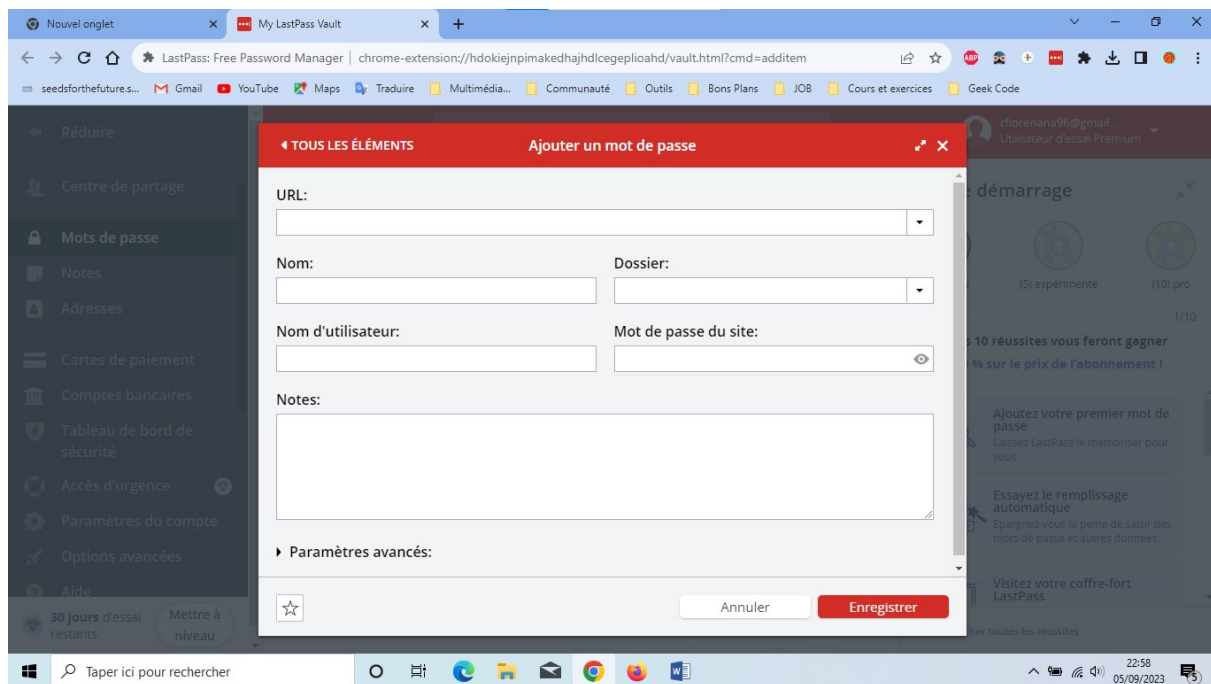 Nouvel onglet
My LastPass Vault
LastPass: Free Password Manager | chrome-extension://hdokiejnpimakedhajhdlcegeplioahd/vault.html?cmd=additem
ABP
seedsforthefuture.s... Gmail YouTube Maps Traduire Multimédia... Communauté Outils Bons Plans JOB Cours et exercices Geek Code
Réduire
Centre de partage
Mots de passe
Notes
Adresses
Cartes de paiement
Comptes bancaires
Tableau de bord de
sécurité
Accès d'urgence
Paramètres du compte
Options avancées
Aide
30 jours d'essai
restants.
Mettre à
niveau
TOUS LES ÉLÉMENTS
Ajouter un mot de passe
URL:
Nom:
Dossier:
Nom d'utilisateur:
Mot de passe du site:
Notes:
Paramètres avancés:
Annuler
Enregistrer
rfiorenana96@gmail...
Utilisateur d'essai Premium
démarrage
(5) expérimenté
(10) pro
1/10
10 réussites vous feront gagner
% sur le prix de l'abonnement !
Ajoutez votre premier mot de
passe
Laissez LastPass le mémoriser pour
vous.
Essayez le remplissage
automatique
Épargnez-vous la peine de saisir des
mots de passe et autres données
Visitez votre coffre-fort
LastPass
toutes les réussites
Taper ici pour rechercher
22:58
05/09/2023
5